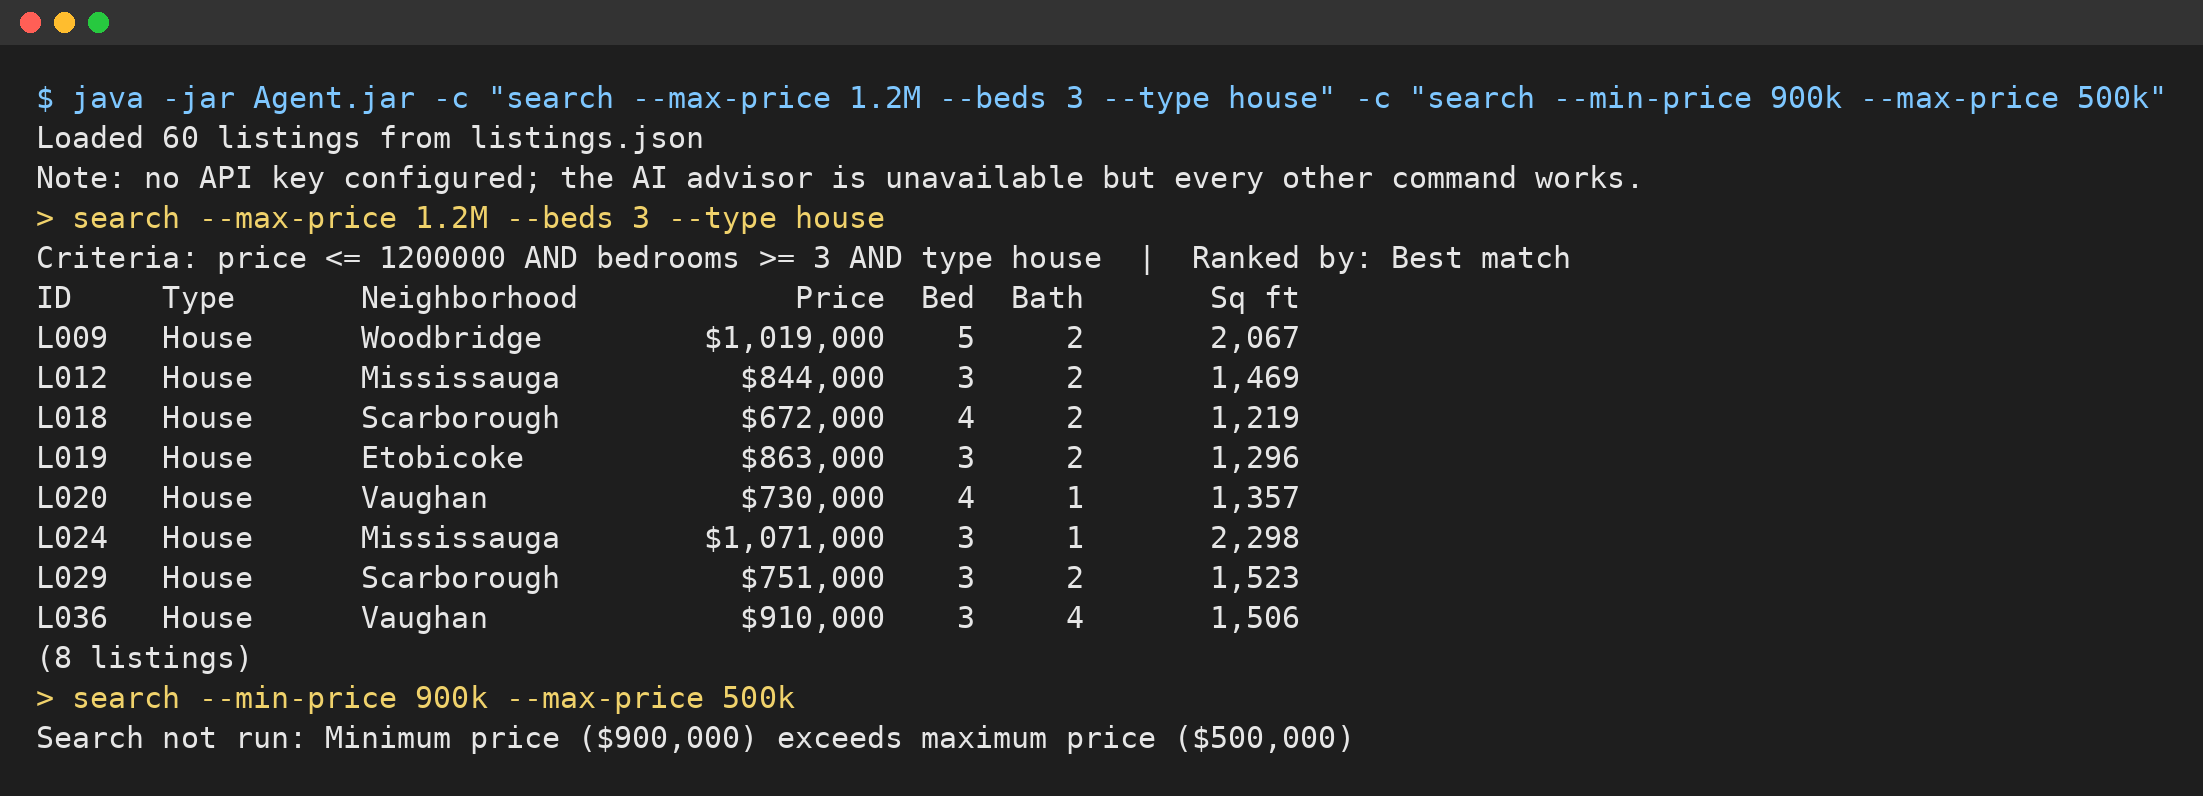 $ java -jar Agent.jar -c "search --max-price 1.2M --beds 3 --type house" -c "search --min-price 900k --max-price 500k"
Loaded 60 listings from listings.json
Note: no API key configured; the AI advisor is unavailable but every other command works.
> search --max-price 1.2M --beds 3 --type house
Criteria: price <= 1200000 AND bedrooms >= 3 AND type house  |  Ranked by: Best match
ID     Type       Neighborhood            Price  Bed  Bath       Sq ft
L009   House      Woodbridge         $1,019,000    5     2       2,067
L012   House      Mississauga          $844,000    3     2       1,469
L018   House      Scarborough          $672,000    4     2       1,219
L019   House      Etobicoke            $863,000    3     2       1,296
L020   House      Vaughan              $730,000    4     1       1,357
L024   House      Mississauga        $1,071,000    3     1       2,298
L029   House      Scarborough          $751,000    3     2       1,523
L036   House      Vaughan              $910,000    3     4       1,506
(8 listings)
> search --min-price 900k --max-price 500k
Search not run: Minimum price ($900,000) exceeds maximum price ($500,000)